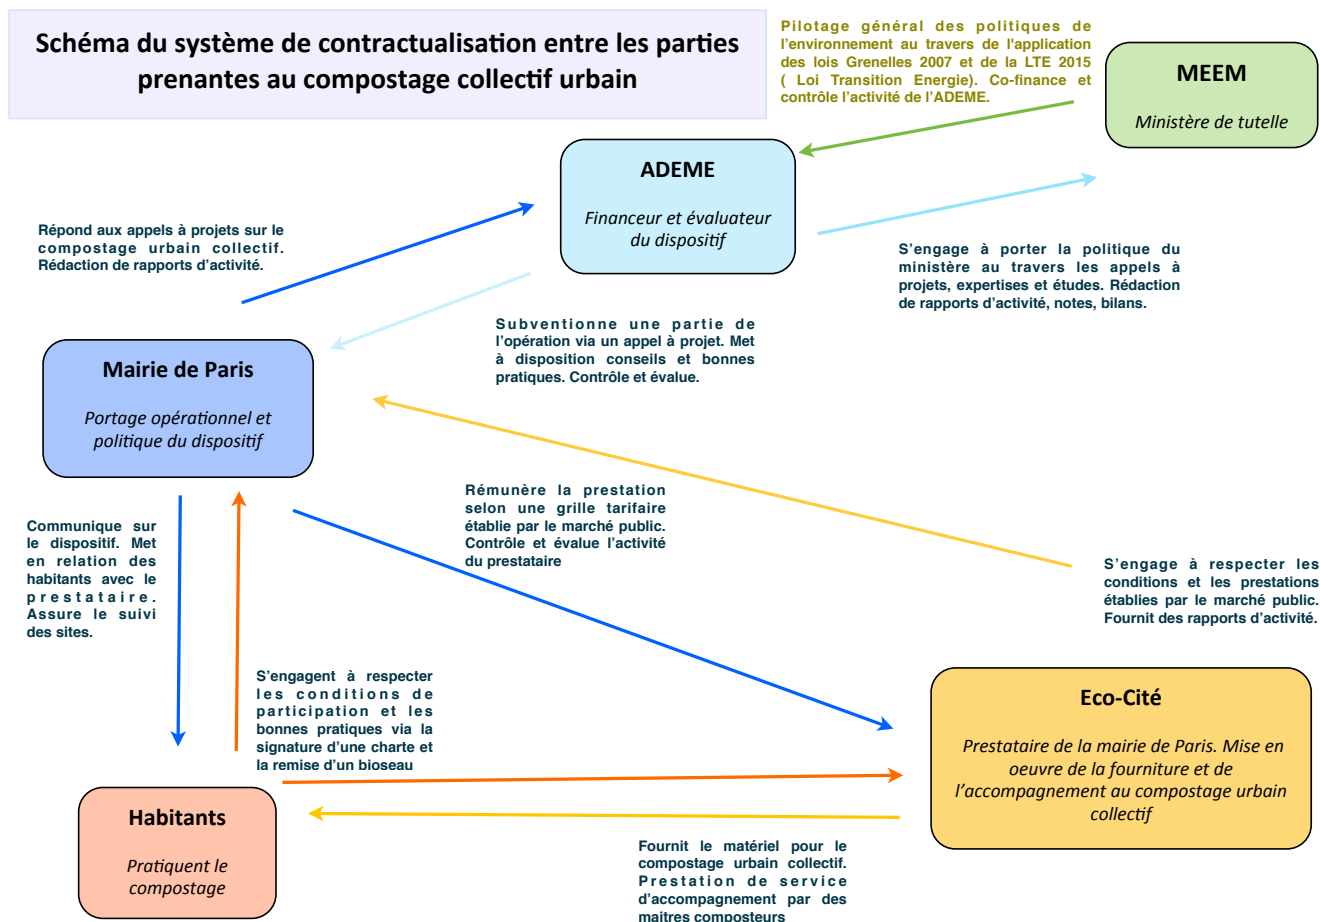 Schéma du système de contractualisation entre les parties
prenantes au compostage collectif urbain
Pilotage général des politiques de
l'environnement au travers de l'application
des lois Grenelles 2007 et de la LTE 2015
( Loi Transition Energie). Co-finance et
contrôle l'activité de l'ADEME.
MEEM
Ministère de tutelle
ADEME
Financeur et évaluateur
du dispositif
Répond aux appels à projets sur le
compostage urbain collectif.
Rédaction de rapports d'activité.
S'engage à porter la politique du
ministère au travers les appels à
projets, expertises et études. Rédaction
de rapports d'activité, notes, bilans.
Subventionne une partie de
l'opération via un appel à projet. Met
à disposition conseils et bonnes
pratiques. Contrôle et évalue.
Mairie de Paris
Portage opérationnel et
politique du dispositif
Rémunère la prestation
selon une grille tarifaire
établie par le marché public.
Contrôle et évalue l'activité
du prestataire
Communique sur
le dispositif. Met
en relation des
habitants avec le
prestataire.
Assure le suivi
des sites.
S'engage à respecter les
conditions et les prestations
établies par le marché public.
Fournit des rapports d'activité.
S'engagent à respecter
les conditions de
participation et les
bonnes pratiques via la
signature d'une charte et
la remise d'un bioseau
Eco-Cité
Prestataire de la mairie de Paris. Mise en
oeuvre de la fourniture et de
l'accompagnement au compostage urbain
collectif
Habitants
Pratiquent le
compostage
Fournit le matériel pour le
compostage urbain collectif.
Prestation de service
d'accompagnement par des
maitres composteurs